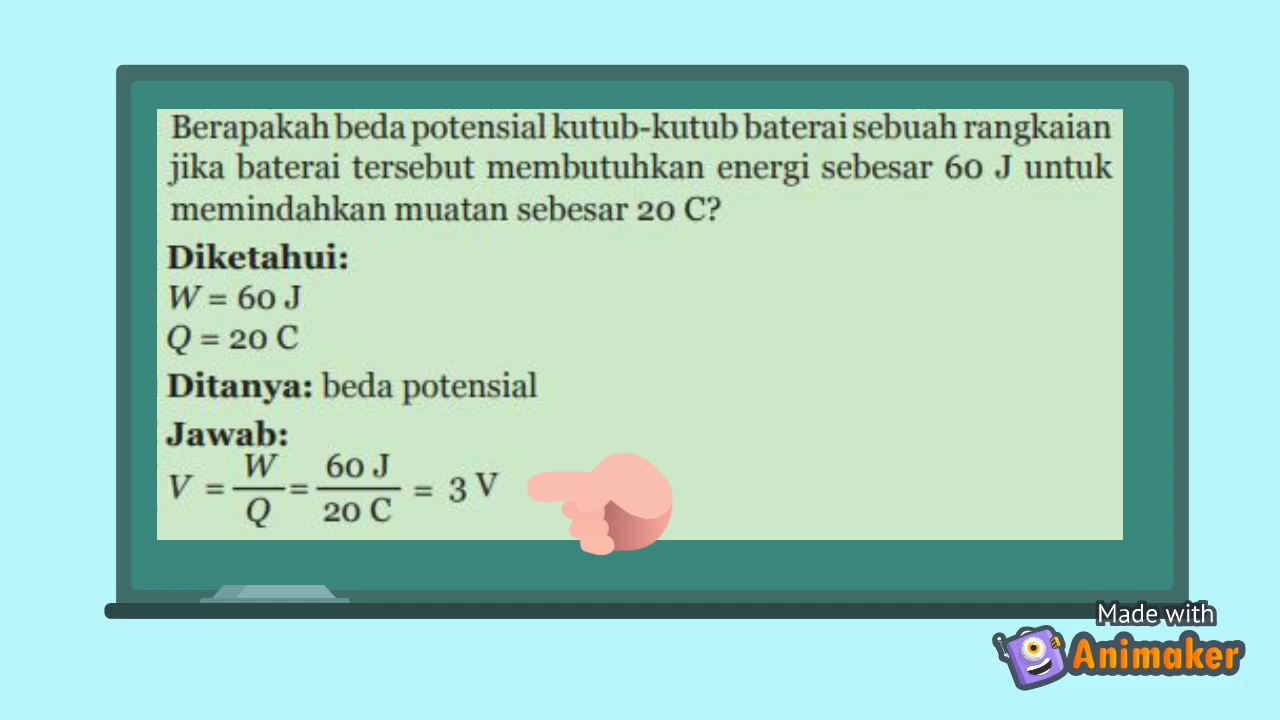 Berapakah beda potensial kutub-kutub baterai sebuah rangkaian
jika baterai tersebut membutuhkan energi sebesar 60 J untuk
memindahkan muatan sebesar 20 C?
Diketahui:
W = 60 J
Q = 20 C
Ditanya: beda potensial
Jawab:
V = W/Q = 60 J/20 C = 3 V
Made with
Animaker